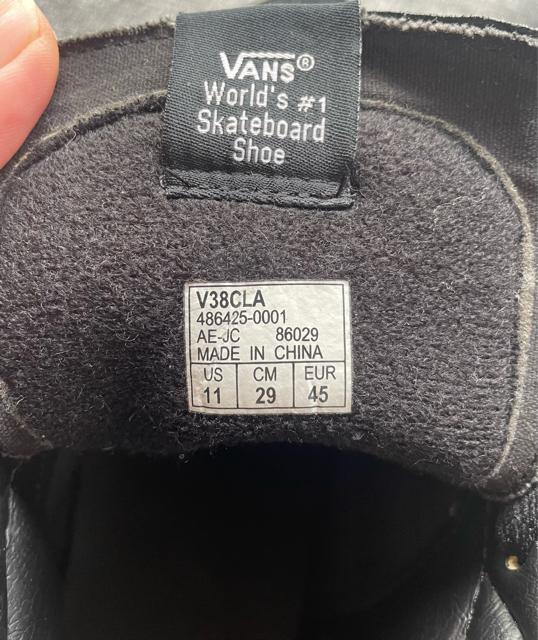 VANS®
World's #1
Skateboard
Shoe
V38CLA
486425-0001
AE-JC 86029
MADE IN CHINA
US CM EUR
11 29 45